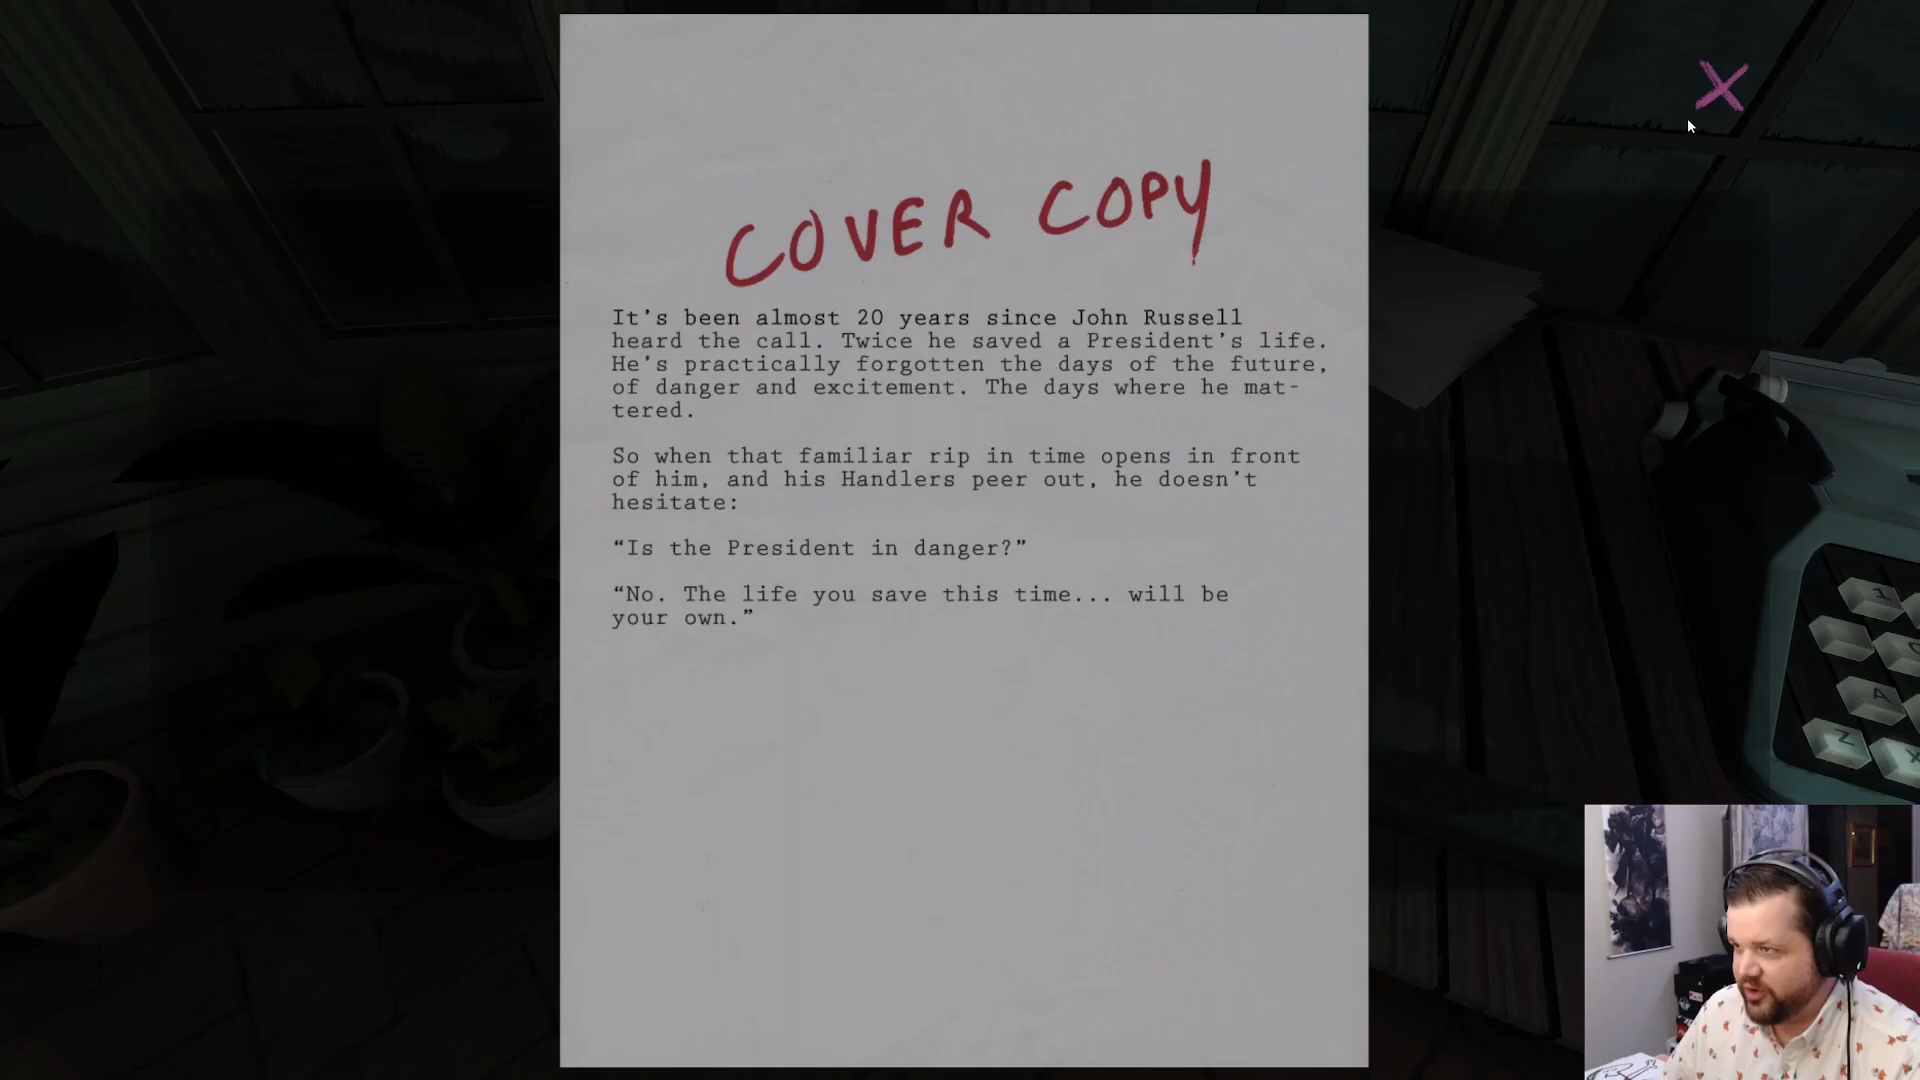 COVER COPY
It's been almost 20 years since John Russell
heard the call. Twice he saved a President's life.
He's practically forgotten the days of the future,
of danger and excitement. The days where he mat-
tered.
So when that familiar rip in time opens in front
of him, and his Handlers peer out, he doesn't
hesitate:
“Is the President in danger?”
“No. The life you save this time... will be
your own.”
1
A
Z
X